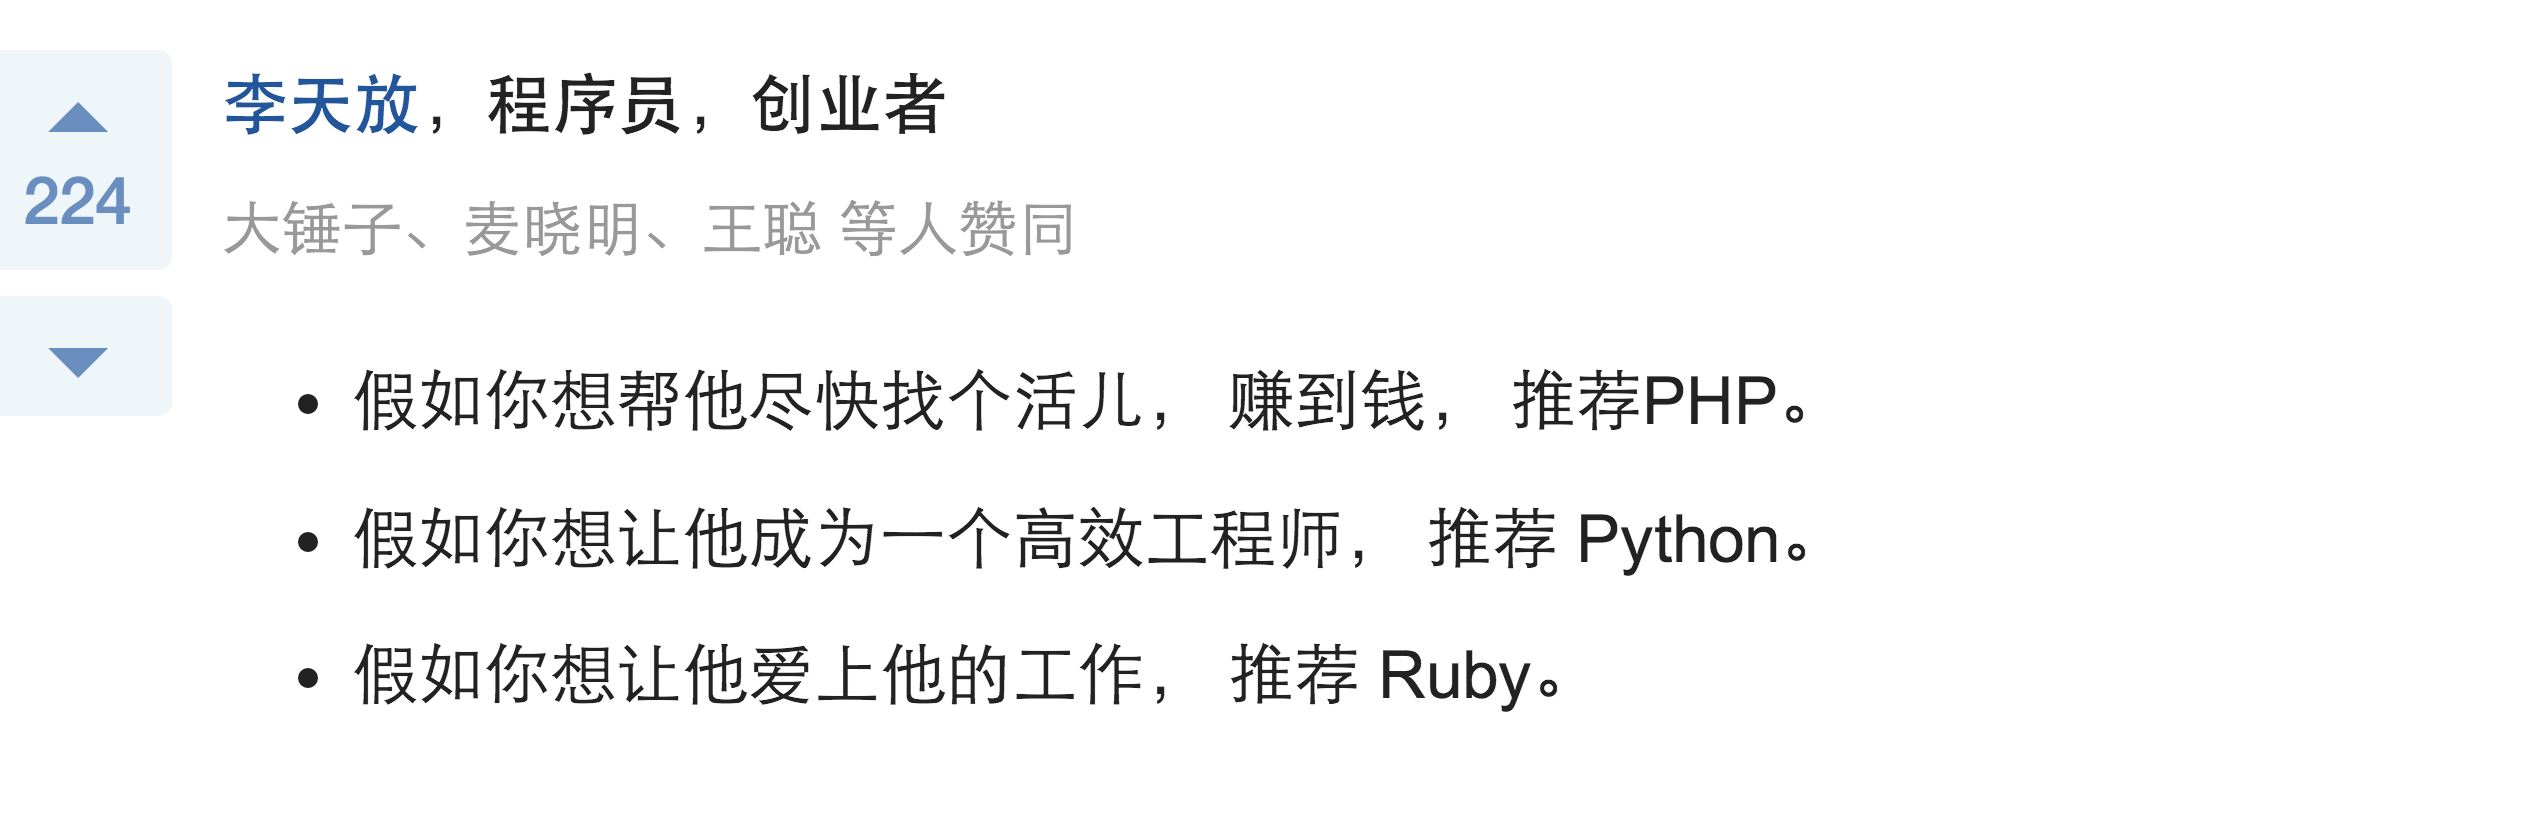 李天放，程序员，创业者
224
大锤子、麦晓明、王聪 等人赞同
• 假如你想帮他尽快找个活儿， 赚到钱， 推荐PHP。
• 假如你想让他成为一个高效工程师， 推荐 Python。
• 假如你想让他爱上他的工作， 推荐 Ruby。